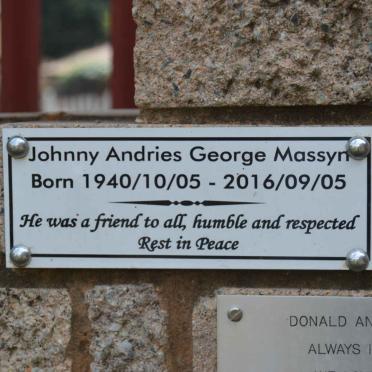 Johnny Andries George Massyn
Born 1940/10/05 - 2016/09/05
He was a friend to all, humble and respected
Rest in Peace
DONALD AN
ALWAYS I